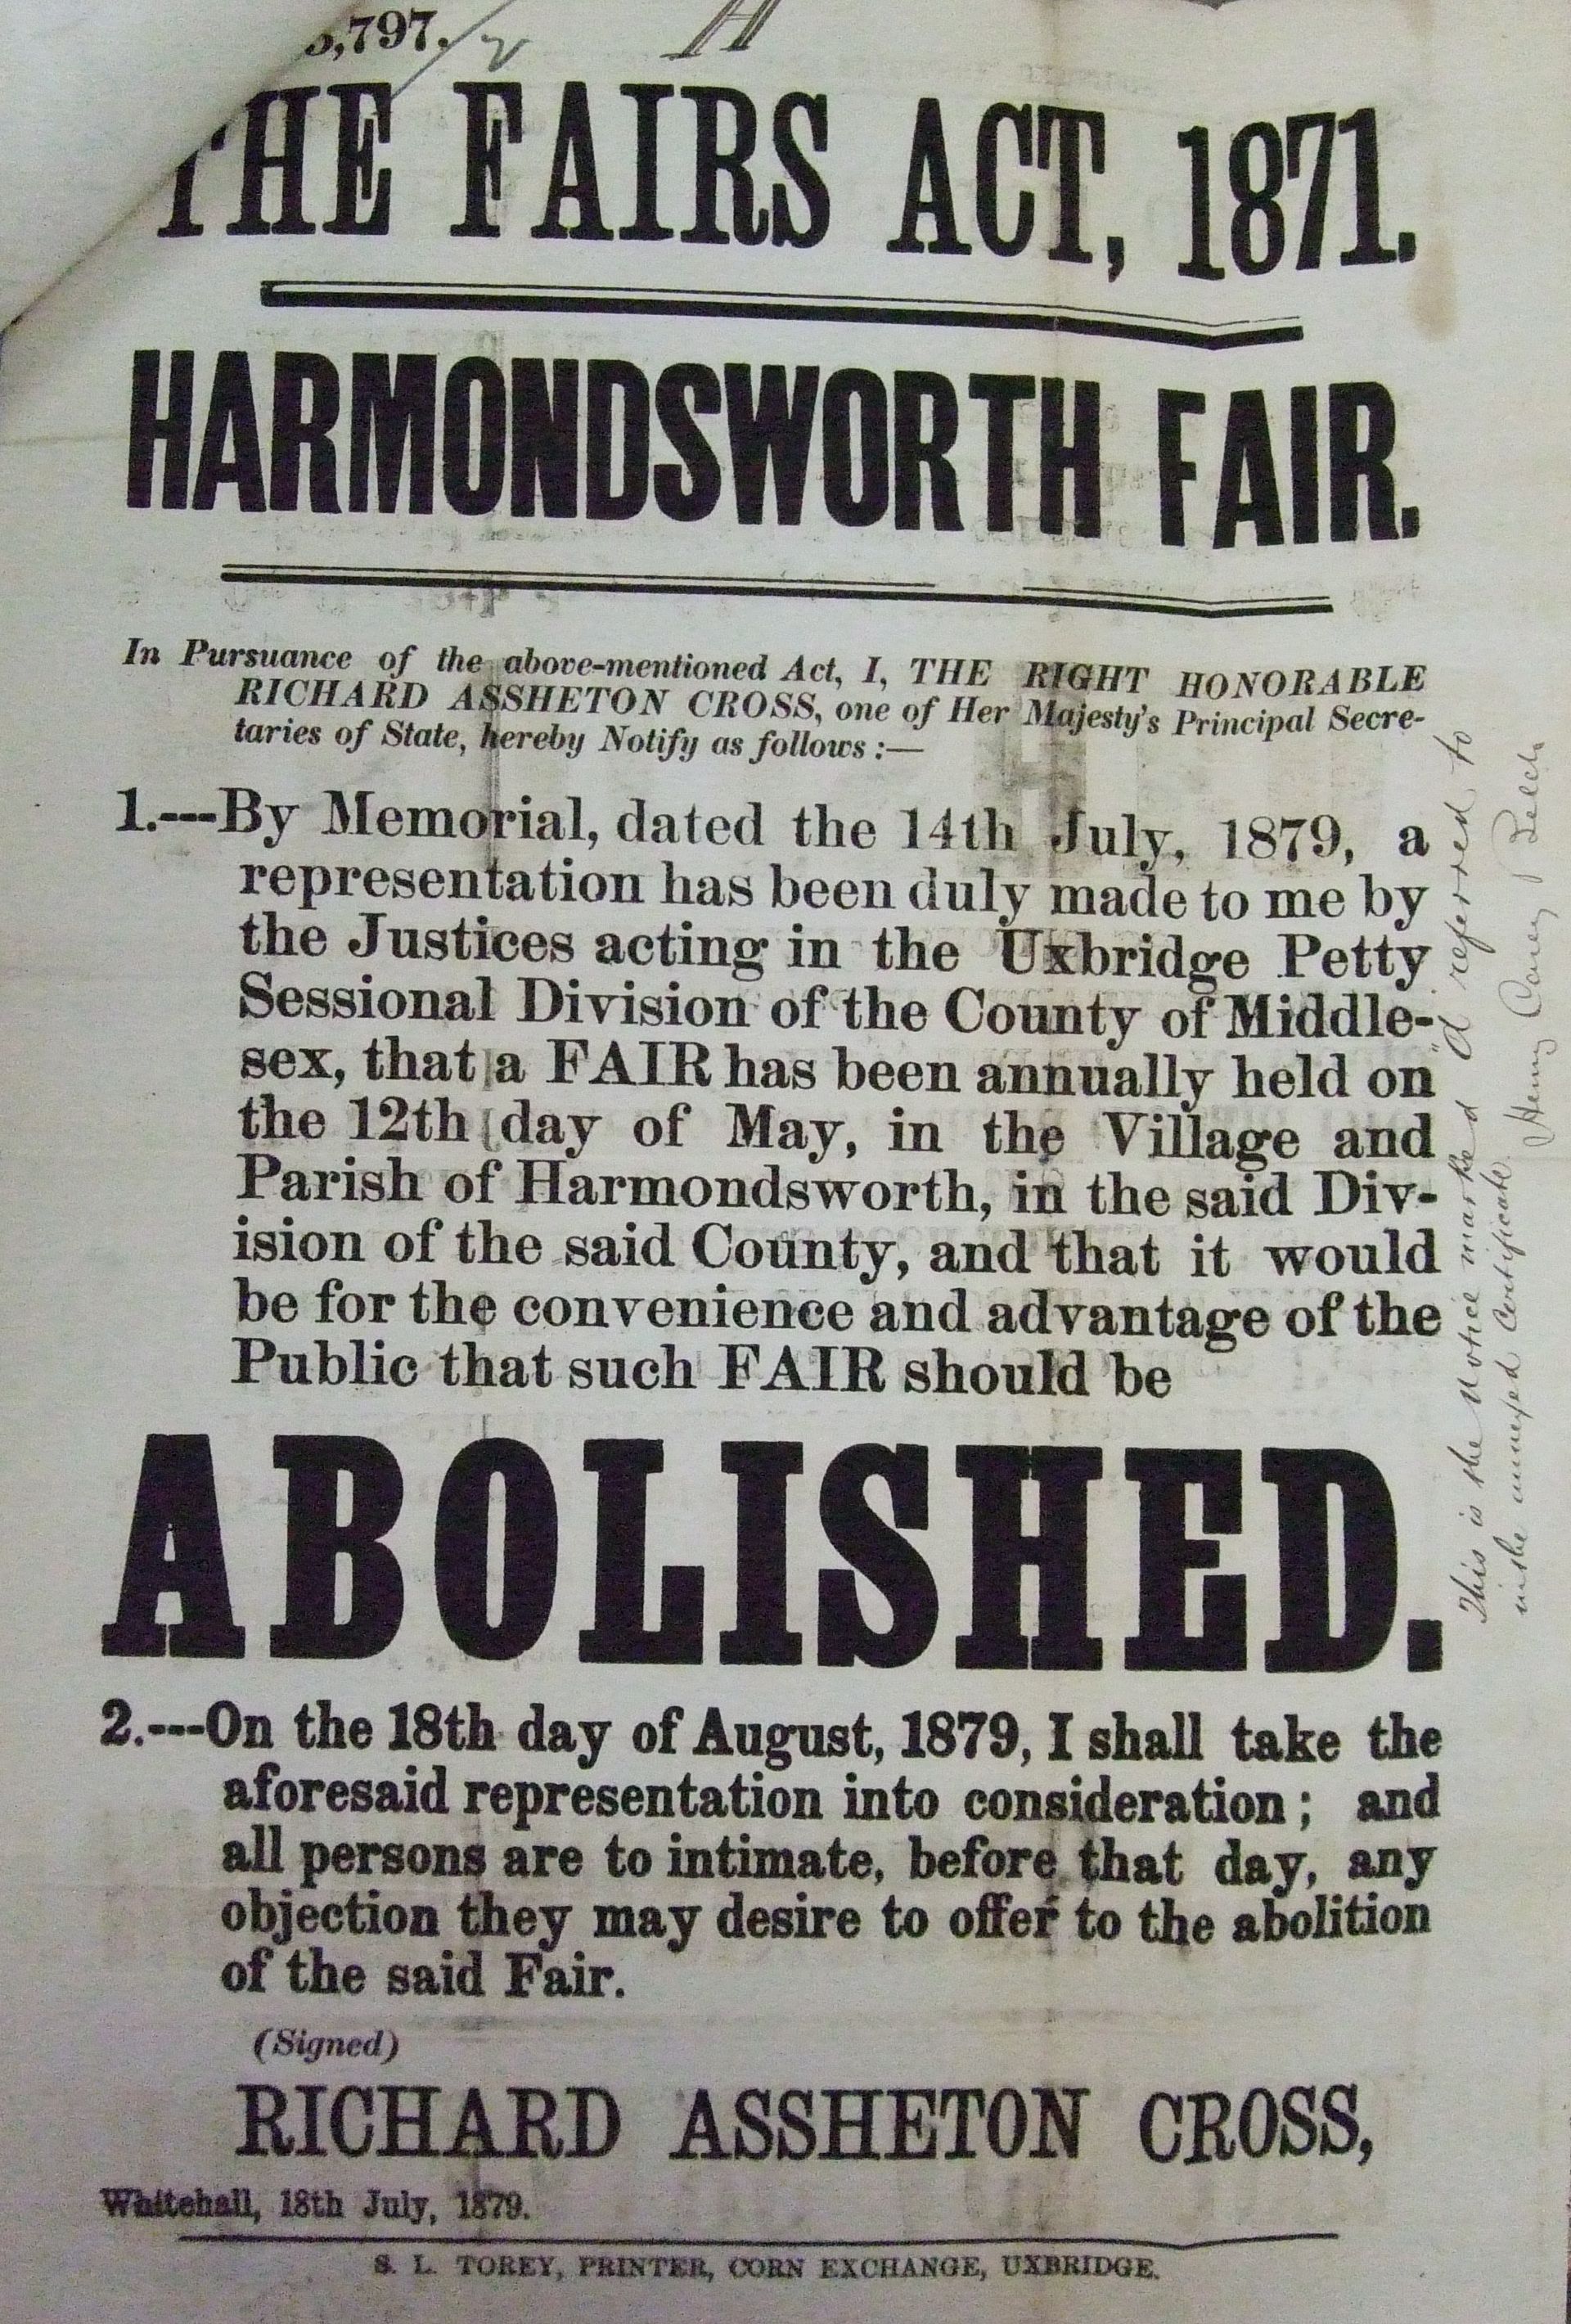 ,797.
THE FAIRS ACT, 1871.
HARMONDSWORTH FAIR.
In Pursuance of the above-mentioned Act, I, THE RIGHT HONORABLE
RICHARD ASSHETON CROSS, one of Her Majesty's Principal Secre-
taries of State, hereby Notify as follows :—
1.---By Memorial, dated the 14th July, 1879, a
representation has been duly made to me by
the Justices acting in the Uxbridge Petty
Sessional Division of the County of Middle-
sex, that a FAIR has been annually held on
the 12th day of May, in the Village and
Parish of Harmondsworth, in the said Div-
ision of the said County, and that it would
be for the convenience and advantage of the
Public that such FAIR should be
ABOLISHED.
2.---On the 18th day of August, 1879, I shall take the
aforesaid representation into consideration ; and
all persons are to intimate, before that day, any
objection they may desire to offer to the abolition
of the said Fair.
(Signed)
RICHARD ASSHETON CROSS,
Whitehall, 18th July, 1879.
S. L. TOREY, PRINTER, CORN EXCHANGE, UXBRIDGE.
This is the Notice marked "A" referred to
in the annexed Certificate.
Henry